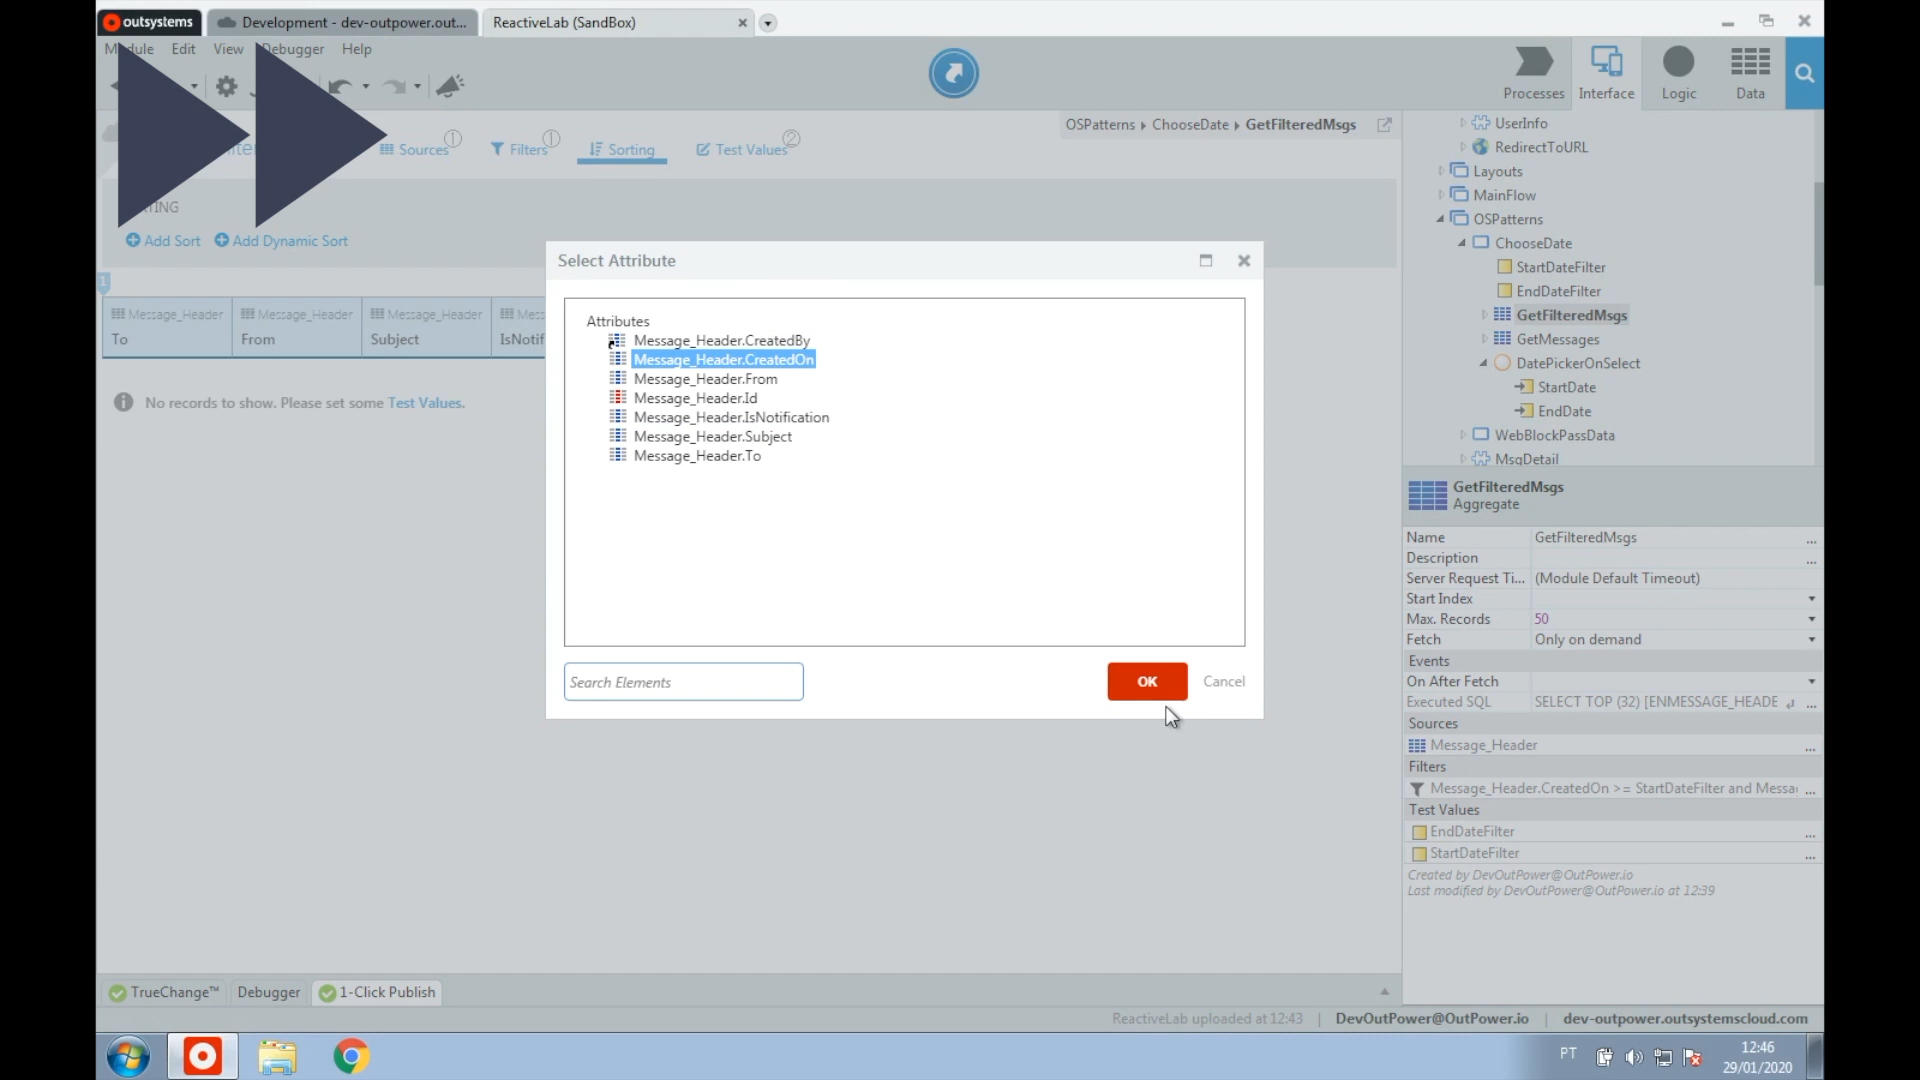 outsystems
Development - dev-outpower.out...
ReactiveLab (SandBox)
Module
Edit
View
Debugger
Help
Processes
Interface
Logic
Data
Sources
1
Filters
1
Sorting
Test Values
2
OSPatterns
ChooseDate
GetFilteredMsgs
Add Sort
Add Dynamic Sort
1
Message_Header
To
Message_Header
From
Message_Header
Subject
No records to show. Please set some Test Values.
Select Attribute
Attributes
Message_Header.CreatedBy
Message_Header.CreatedOn
Message_Header.From
Message_Header.Id
Message_Header.IsNotification
Message_Header.Subject
Message_Header.To
Search Elements
OK
Cancel
UserInfo
RedirectToURL
Layouts
MainFlow
OSPatterns
ChooseDate
StartDateFilter
EndDateFilter
GetFilteredMsgs
GetMessages
DatePickerOnSelect
StartDate
EndDate
WebBlockPassData
MsgDetail
GetFilteredMsgs
Aggregate
Name GetFilteredMsgs ...
Description ...
Server Request Ti... (Module Default Timeout)
Start Index
Max. Records 50
Fetch Only on demand
Events
On After Fetch
Executed SQL SELECT TOP (32) [ENMESSAGE_HEADE ...
Sources
Message_Header ...
Filters
Message_Header.CreatedOn >= StartDateFilter and Messa ...
Test Values
EndDateFilter ...
StartDateFilter ...
Created by DevOutPower@OutPower.io
Last modified by DevOutPower@OutPower.io at 12:39
TrueChange™
Debugger
1-Click Publish
ReactiveLab uploaded at 12:43 | DevOutPower@OutPower.io | dev-outpower.outsystemscloud.com
PT
12:46
29/01/2020